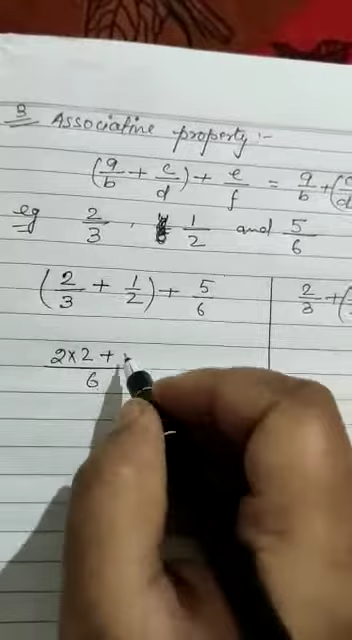 3 Associative property:-
(a/b + c/d) + e/f = a/b + (c/d
eg 2/3, 1/2 and 5/6
(2/3 + 1/2) + 5/6 | 2/3 + (
2×2 + / 6